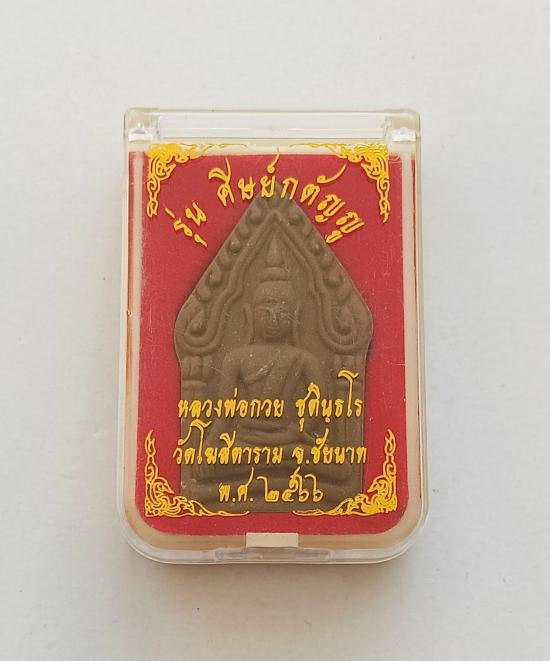 รุ่น ศิษย์กตัญญู
หลวงพ่อกวย ชุตินฺธโร
วัดโฆสิตาราม จ.ชัยนาท
พ.ศ. ๒๕๖๖